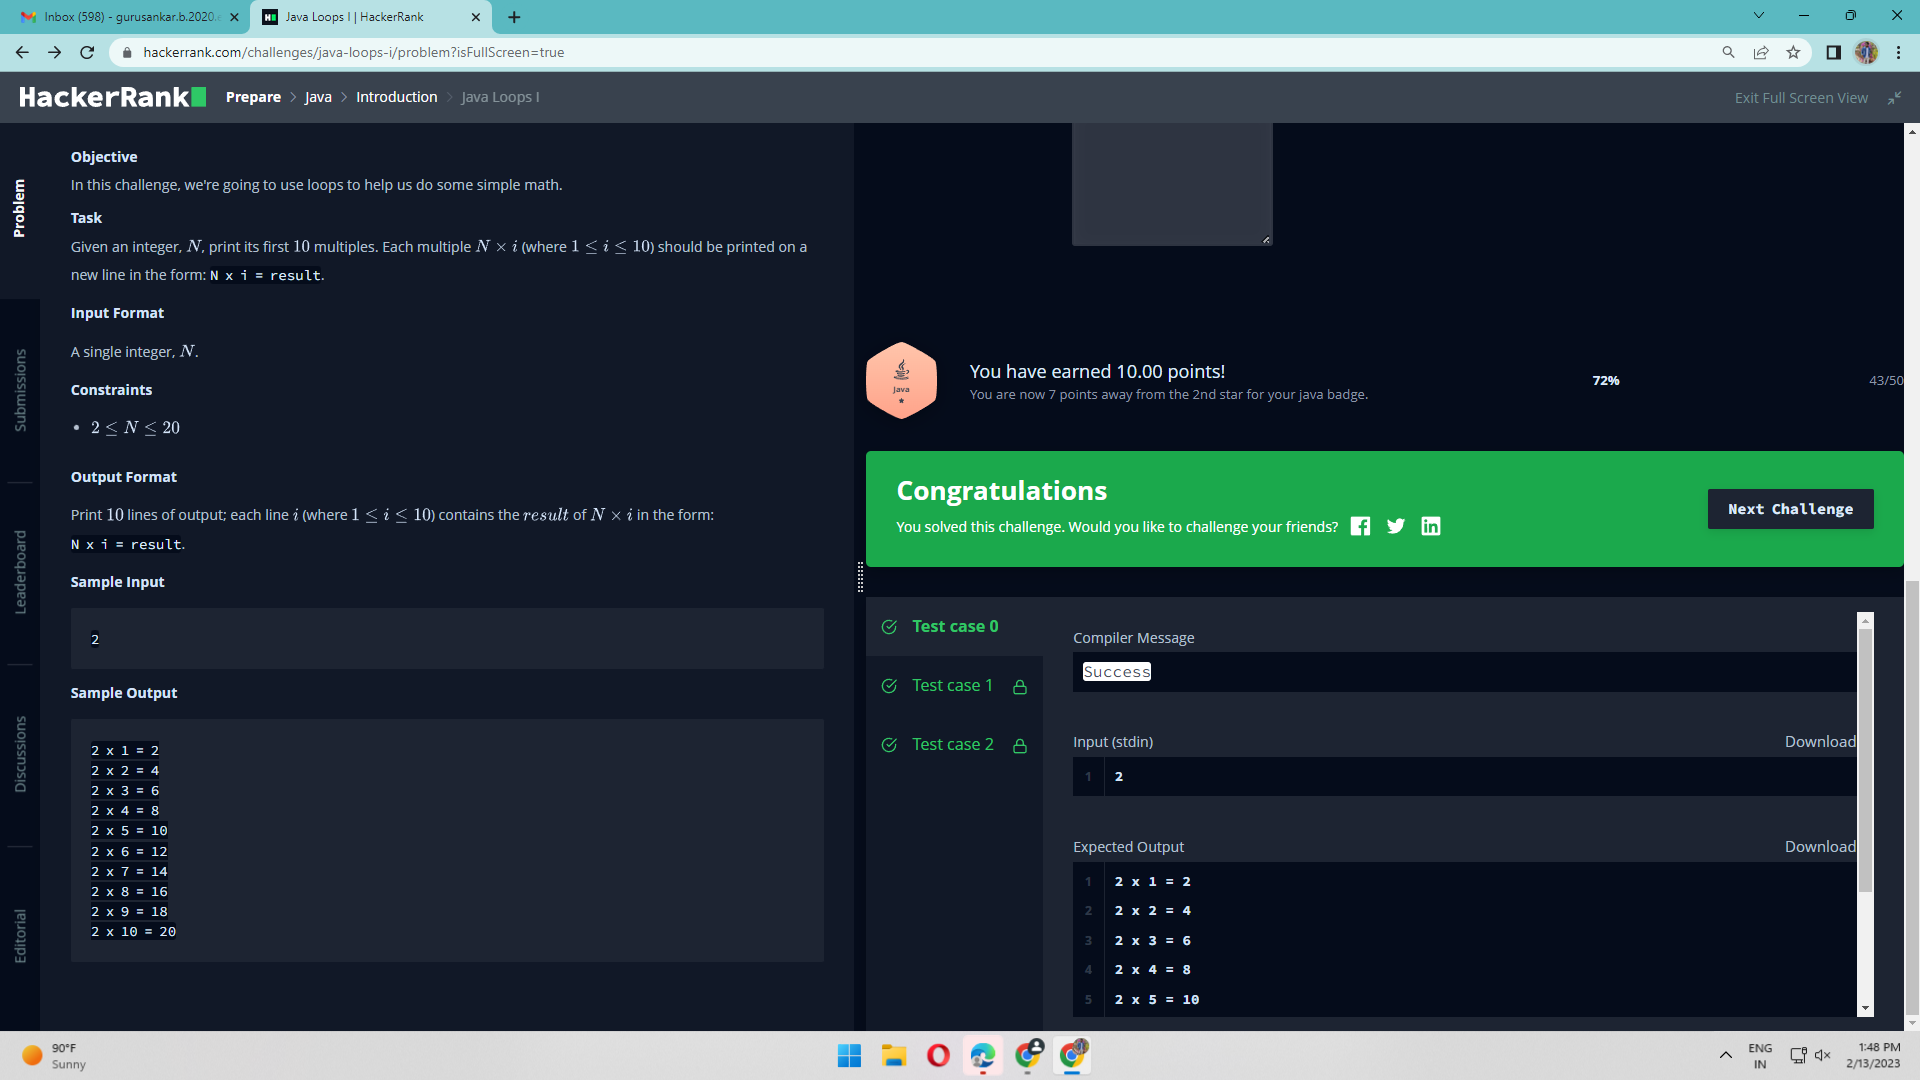 Inbox (598) - gurusankar.b.2020.e
Java Loops I | HackerRank
hackerrank.com/challenges/java-loops-i/problem?isFullScreen=true
HackerRank
Prepare > Java > Introduction > Java Loops I
Exit Full Screen View
Problem
Submissions
Leaderboard
Discussions
Editorial
Objective
In this challenge, we're going to use loops to help us do some simple math.
Task
Given an integer, N, print its first 10 multiples. Each multiple N × i (where 1 ≤ i ≤ 10) should be printed on a
new line in the form: N x i = result.
Input Format
A single integer, N.
Constraints
• 2 ≤ N ≤ 20
Output Format
Print 10 lines of output; each line i (where 1 ≤ i ≤ 10) contains the result of N × i in the form:
N x i = result.
Sample Input
2
Sample Output
2 x 1 = 2
2 x 2 = 4
2 x 3 = 6
2 x 4 = 8
2 x 5 = 10
2 x 6 = 12
2 x 7 = 14
2 x 8 = 16
2 x 9 = 18
2 x 10 = 20
Java
You have earned 10.00 points!
You are now 7 points away from the 2nd star for your java badge.
72%
43/50
Congratulations
You solved this challenge. Would you like to challenge your friends?
Next Challenge
Test case 0
Test case 1
Test case 2
Compiler Message
Success
Input (stdin)
Download
1 2
Expected Output
Download
1 2 x 1 = 2
2 2 x 2 = 4
3 2 x 3 = 6
4 2 x 4 = 8
5 2 x 5 = 10
90°F
Sunny
ENG
IN
1:48 PM
2/13/2023